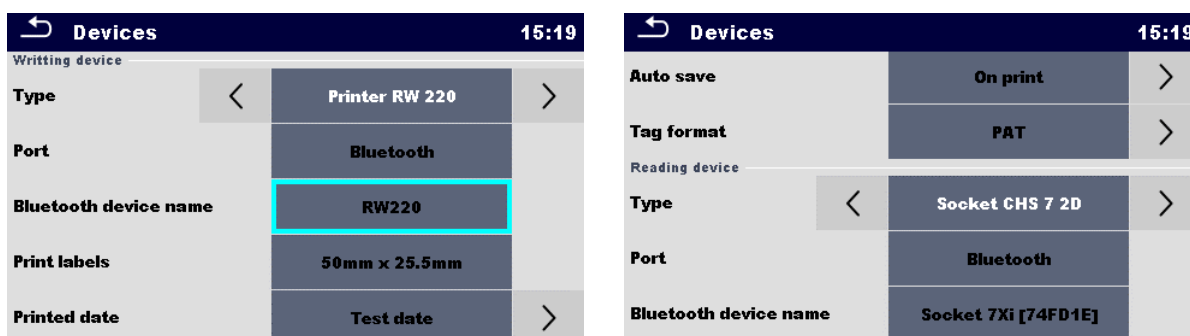 Devices 15:19
Writting device
Type < Printer RW 220 >
Port Bluetooth
Bluetooth device name RW220
Print labels 50mm x 25.5mm
Printed date Test date >
Devices 15:19
Auto save On print >
Tag format PAT >
Reading device
Type < Socket CHS 7 2D >
Port Bluetooth
Bluetooth device name Socket 7Xi [74FD1E]